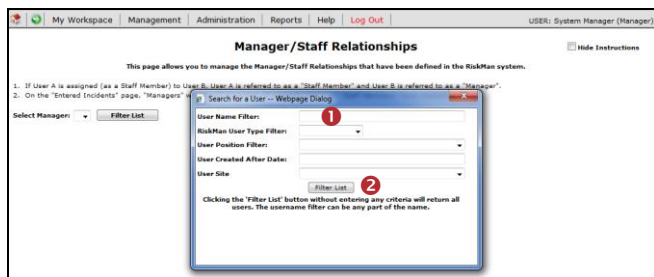 My Workspace | Management | Administration | Reports | Help | Log Out | USER: System Manager (Manager)
Manager/Staff Relationships
Hide Instructions
This page allows you to manage the Manager/Staff Relationships that have been defined in the RiskMan system.
1. If User A is assigned (as a Staff Member) to User B, User A is referred to as a "Staff Member" and User B is referred to as a "Manager".
2. On the "Entered Incidents" page, "Managers" w
Select Manager: Filter List
Search for a User -- Webpage Dialog
User Name Filter: 1
RiskMan User Type Filter:
User Position Filter:
User Created After Date:
User Site
Filter List 2
Clicking the 'Filter List' button without entering any criteria will return all
users. The username filter can be any part of the name.